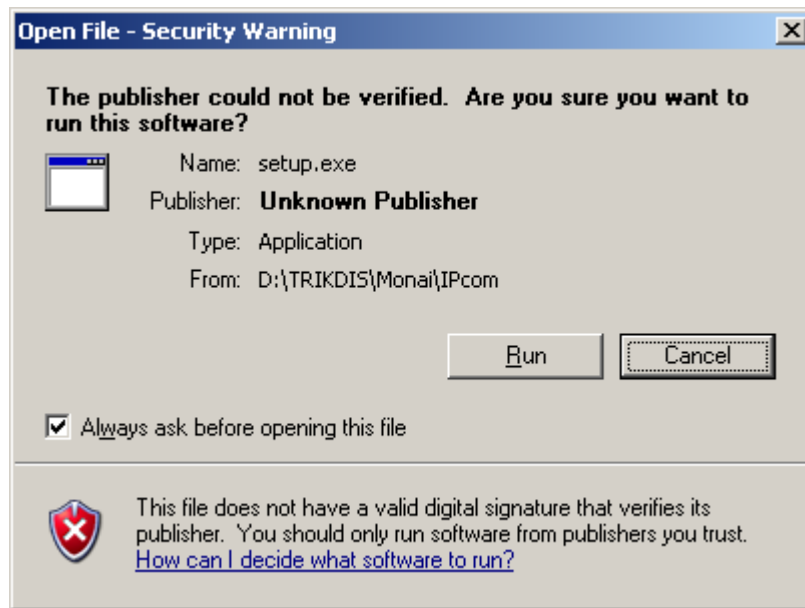 Open File - Security Warning
The publisher could not be verified.  Are you sure you want to
run this software?
Name: setup.exe
Publisher: Unknown Publisher
Type: Application
From: D:\TRIKDIS\Monai\IPcom
Run Cancel
Always ask before opening this file
This file does not have a valid digital signature that verifies its
publisher.  You should only run software from publishers you trust.
How can I decide what software to run?